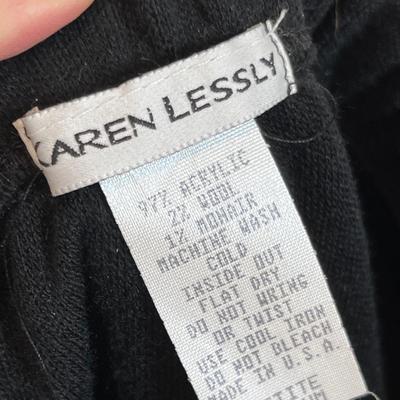 KAREN LESSLY
97% ACRYLIC
2% WOOL
1% MOHAIR
MACHINE WASH
COLD
INSIDE OUT
FLAT DRY
DO NOT WRING
OR TWIST
USE COOL IRON
DO NOT BLEACH
MADE IN U.S.A.